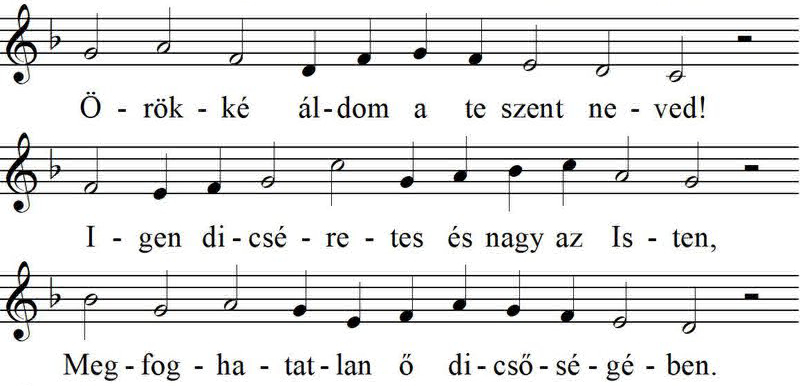 Ö - rök - ké ál - dom a te szent ne - ved!
I - gen di - csé - re - tes és nagy az Is - ten,
Meg - fog - ha - tat - lan ő di - cső - sé - gé - ben.